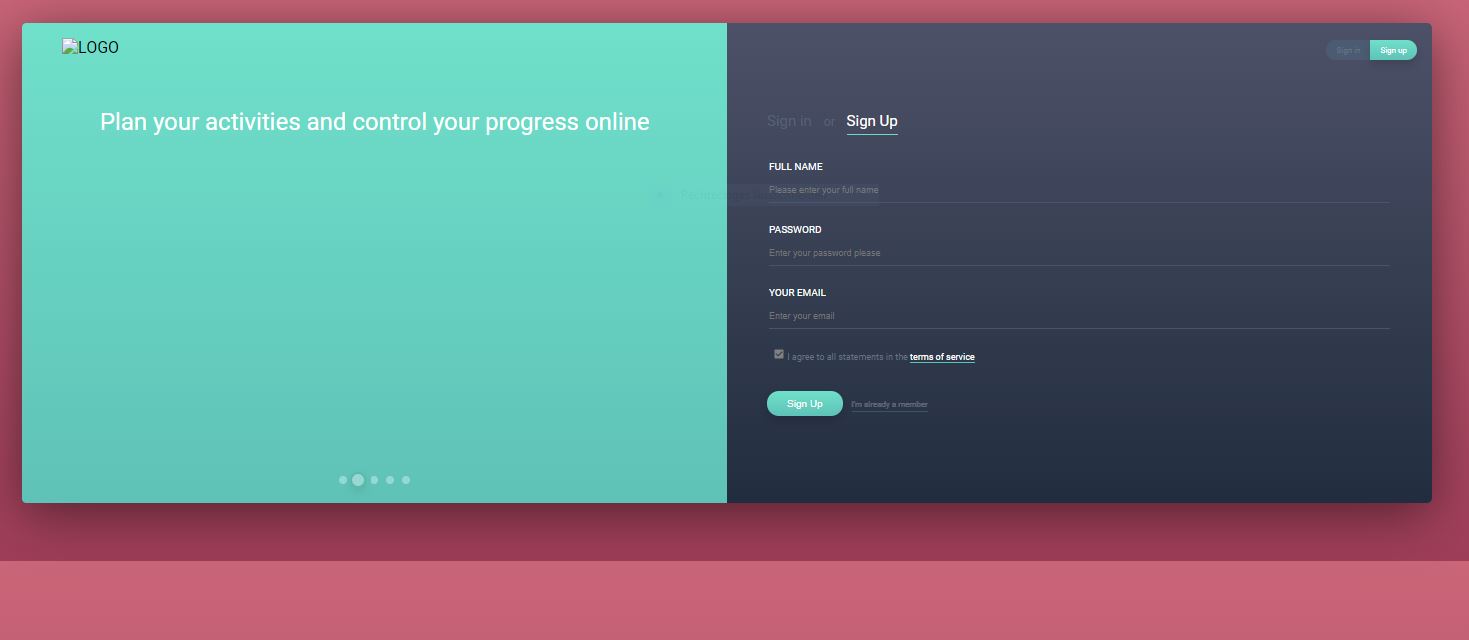 LOGO
Sign in Sign up
Plan your activities and control your progress online
Sign in or Sign Up
FULL NAME
Please enter your full name
PASSWORD
Enter your password please
YOUR EMAIL
Enter your email
I agree to all statements in the terms of service
Sign Up I'm already a member